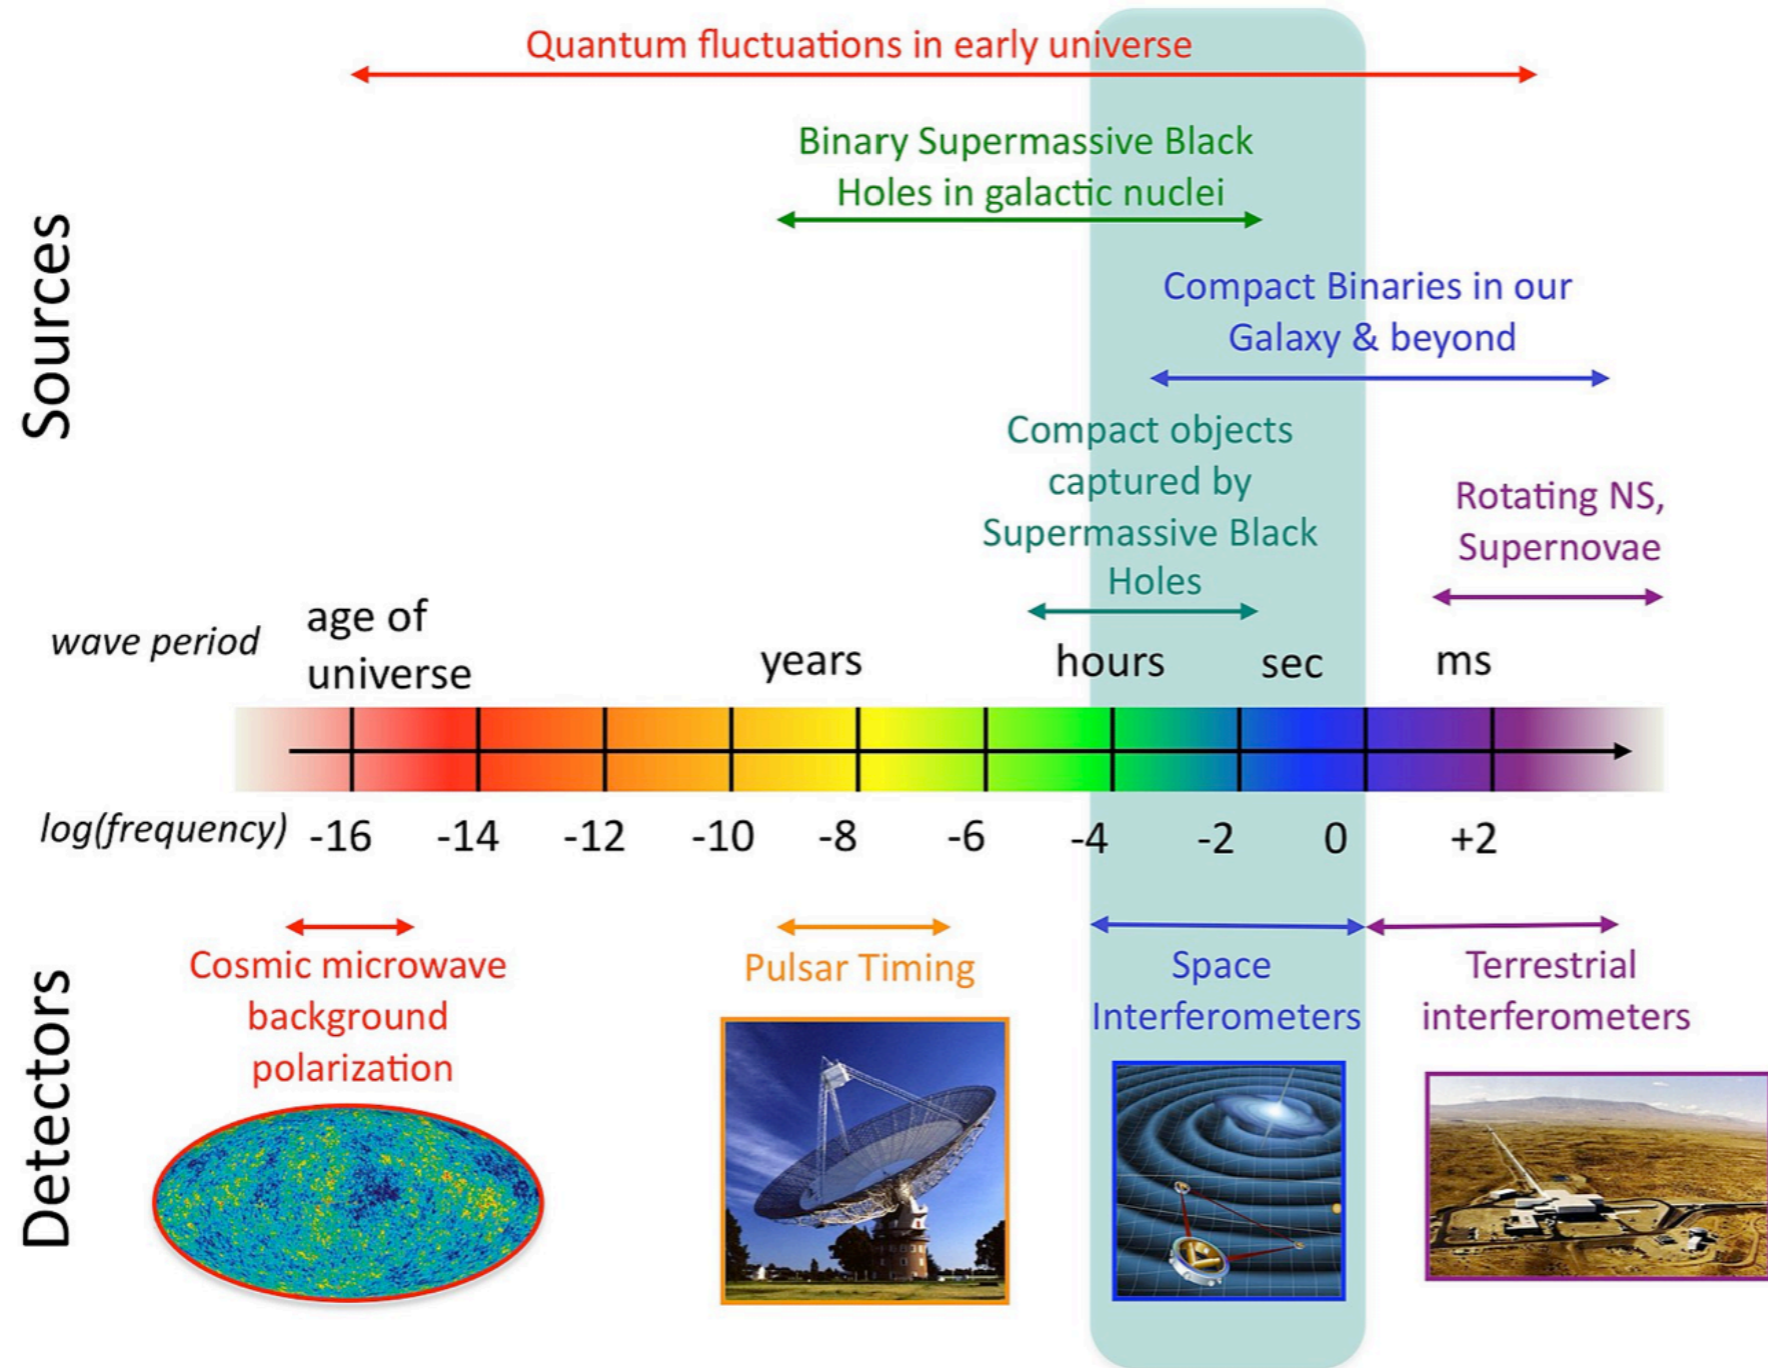 Quantum fluctuations in early universe
Binary Supermassive Black
Holes in galactic nuclei
Compact Binaries in our
Galaxy & beyond
Compact objects
captured by
Supermassive Black
Holes
Rotating NS,
Supernovae
Sources
wave period
age of
universe
years
hours
sec
ms
log(frequency)
-16
-14
-12
-10
-8
-6
-4
-2
0
+2
Detectors
Cosmic microwave
background
polarization
Pulsar Timing
Space
Interferometers
Terrestrial
interferometers